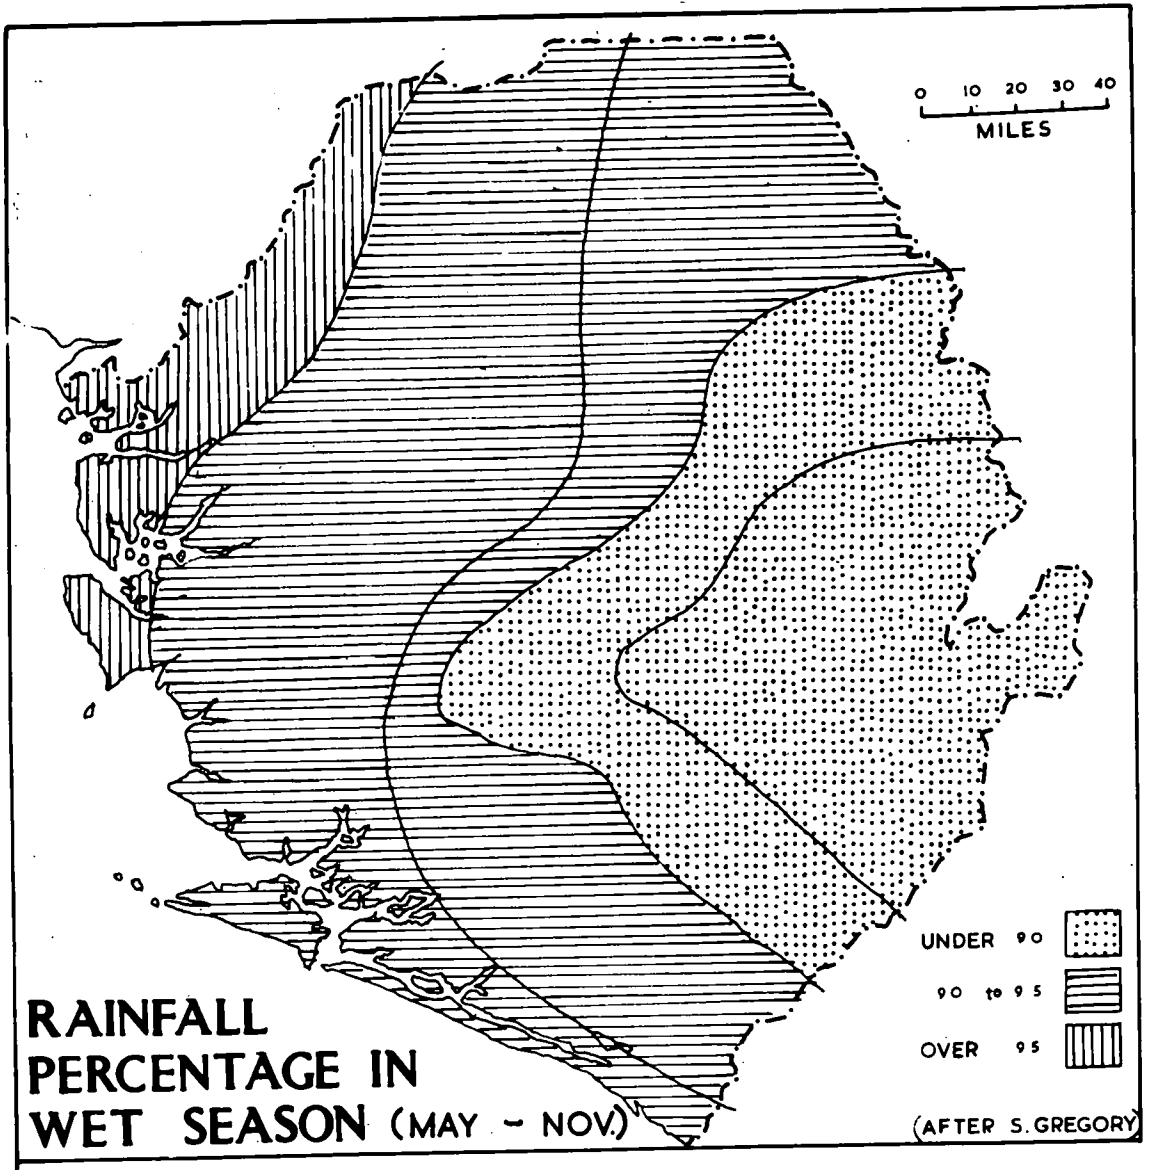 0 10 20 30 40
MILES
UNDER 90
90 to 95
OVER 95
RAINFALL
PERCENTAGE IN
WET SEASON (MAY - NOV.)
(AFTER S. GREGORY)